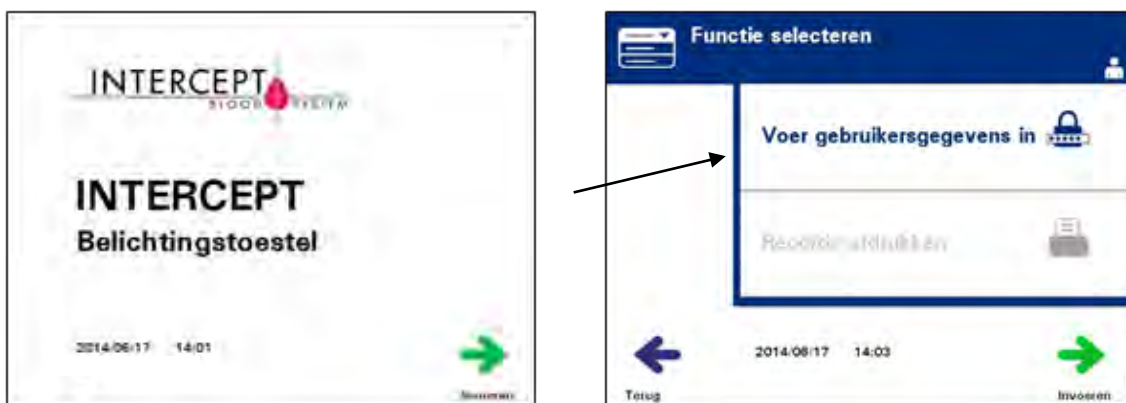 INTERCEPT
BLOOD SYSTEM
INTERCEPT
Belichtingstoestel
2014/06/17 14:01
Functie selecteren
Voer gebruikersgegevens in
afdrukken
2014/06/17 14:03
Terug
Invoeren